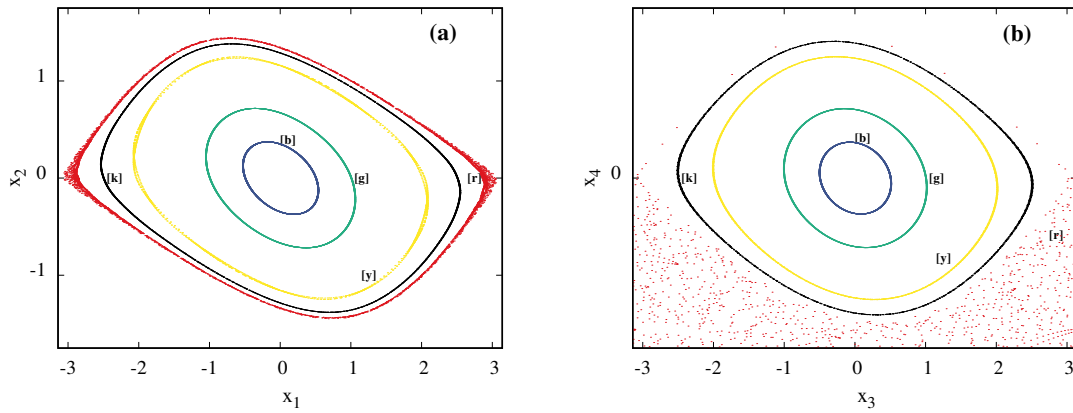 (a)
x2
1
0
-1
[b]
[k]
[g]
[r]
[y]
-3 -2 -1 0 1 2 3
x1
(b)
x4
0
[b]
[k]
[g]
[r]
[y]
-3 -2 -1 0 1 2 3
x3